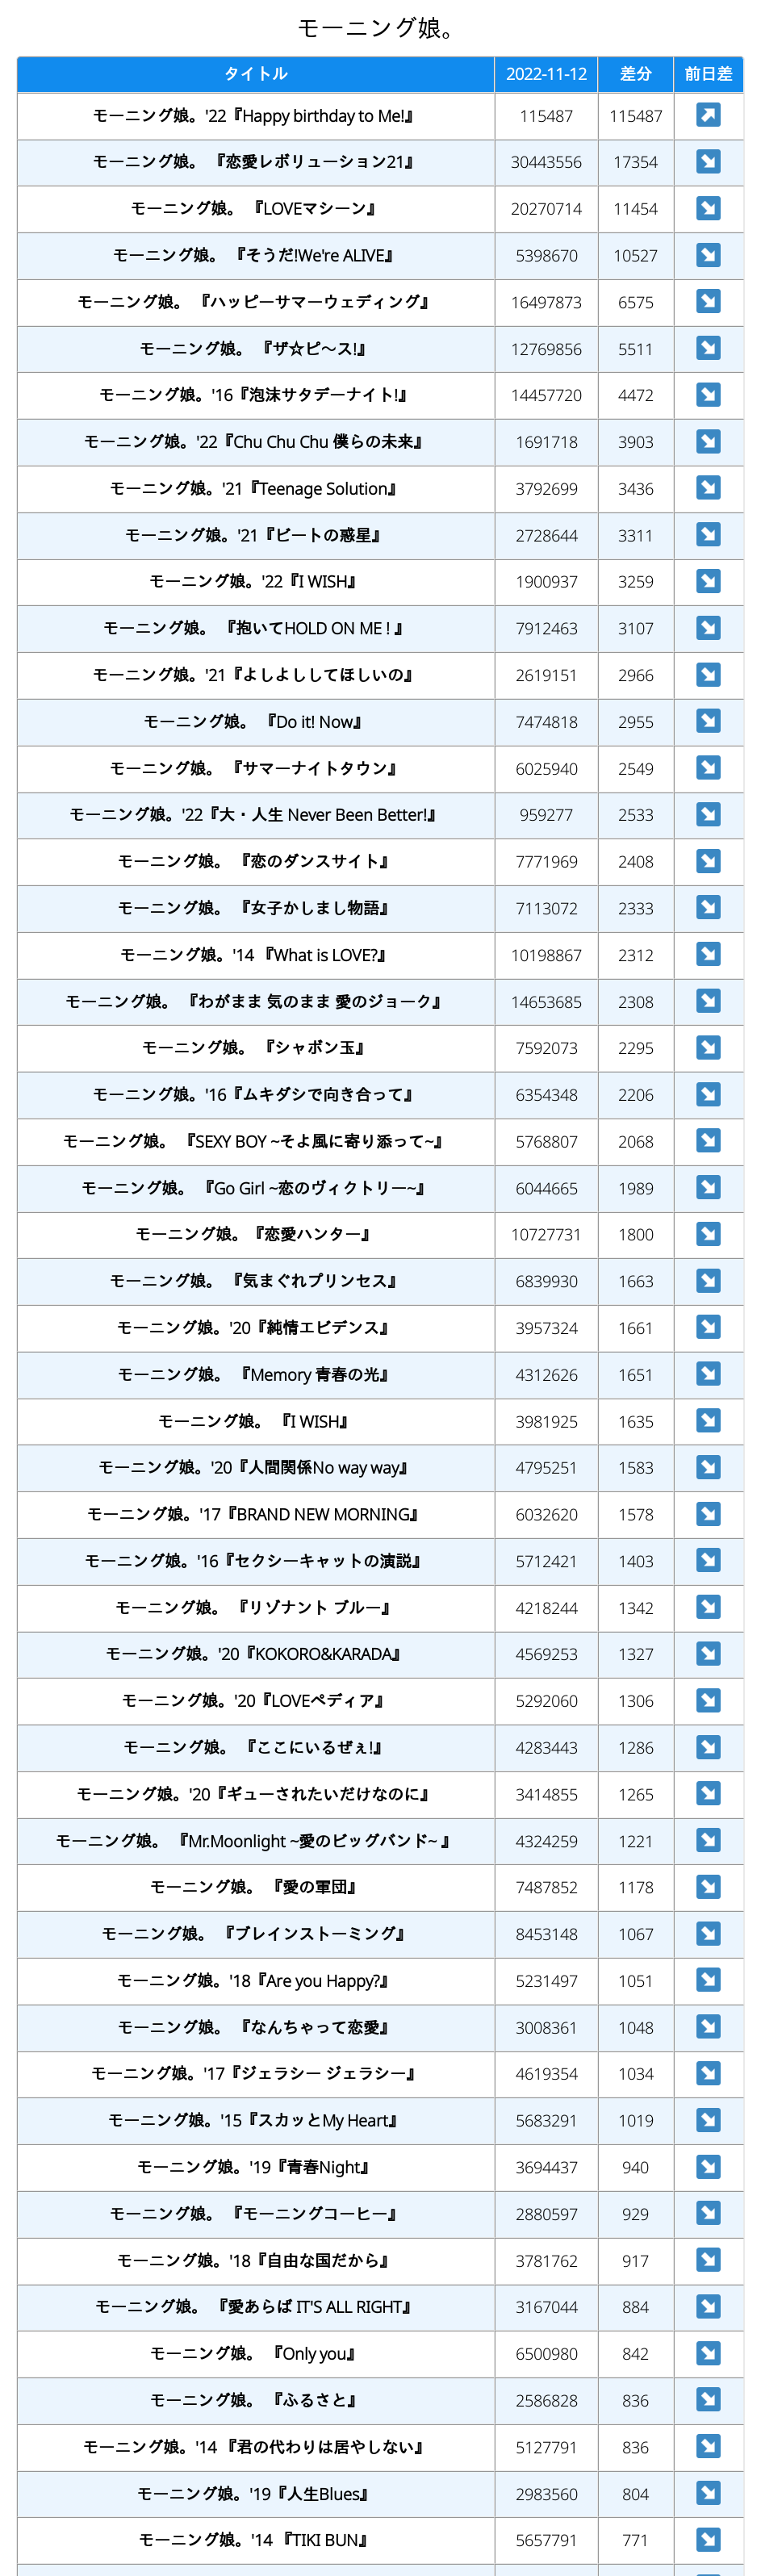 モーニング娘。
タイトル 2022-11-12 差分 前日差
モーニング娘。'22『Happy birthday to Me!』 115487 115487
モーニング娘。 『恋愛レボリューション21』 30443556 17354
モーニング娘。 『LOVEマシーン』 20270714 11454
モーニング娘。 『そうだ!We're ALIVE』 5398670 10527
モーニング娘。 『ハッピーサマーウェディング』 16497873 6575
モーニング娘。 『ザ☆ピ〜ス!』 12769856 5511
モーニング娘。'16『泡沫サタデーナイト!』 14457720 4472
モーニング娘。'22『Chu Chu Chu 僕らの未来』 1691718 3903
モーニング娘。'21『Teenage Solution』 3792699 3436
モーニング娘。'21『ビートの惑星』 2728644 3311
モーニング娘。'22『I WISH』 1900937 3259
モーニング娘。 『抱いてHOLD ON ME ! 』 7912463 3107
モーニング娘。'21『よしよししてほしいの』 2619151 2966
モーニング娘。 『Do it! Now』 7474818 2955
モーニング娘。 『サマーナイトタウン』 6025940 2549
モーニング娘。'22『大・人生 Never Been Better!』 959277 2533
モーニング娘。 『恋のダンスサイト』 7771969 2408
モーニング娘。 『女子かしまし物語』 7113072 2333
モーニング娘。'14 『What is LOVE?』 10198867 2312
モーニング娘。 『わがまま 気のまま 愛のジョーク』 14653685 2308
モーニング娘。 『シャボン玉』 7592073 2295
モーニング娘。'16『ムキダシで向き合って』 6354348 2206
モーニング娘。 『SEXY BOY ~そよ風に寄り添って~』 5768807 2068
モーニング娘。 『Go Girl ~恋のヴィクトリー~』 6044665 1989
モーニング娘。『恋愛ハンター』 10727731 1800
モーニング娘。 『気まぐれプリンセス』 6839930 1663
モーニング娘。'20『純情エビデンス』 3957324 1661
モーニング娘。 『Memory 青春の光』 4312626 1651
モーニング娘。 『I WISH』 3981925 1635
モーニング娘。'20『人間関係No way way』 4795251 1583
モーニング娘。'17『BRAND NEW MORNING』 6032620 1578
モーニング娘。'16『セクシーキャットの演説』 5712421 1403
モーニング娘。 『リゾナント ブルー』 4218244 1342
モーニング娘。'20『KOKORO&KARADA』 4569253 1327
モーニング娘。'20『LOVEペディア』 5292060 1306
モーニング娘。 『ここにいるぜぇ!』 4283443 1286
モーニング娘。'20『ギューされたいだけなのに』 3414855 1265
モーニング娘。 『Mr.Moonlight ~愛のビッグバンド~ 』 4324259 1221
モーニング娘。 『愛の軍団』 7487852 1178
モーニング娘。 『ブレインストーミング』 8453148 1067
モーニング娘。'18『Are you Happy?』 5231497 1051
モーニング娘。 『なんちゃって恋愛』 3008361 1048
モーニング娘。'17『ジェラシー ジェラシー』 4619354 1034
モーニング娘。'15『スカッとMy Heart』 5683291 1019
モーニング娘。'19『青春Night』 3694437 940
モーニング娘。 『モーニングコーヒー』 2880597 929
モーニング娘。'18『自由な国だから』 3781762 917
モーニング娘。 『愛あらば IT'S ALL RIGHT』 3167044 884
モーニング娘。 『Only you』 6500980 842
モーニング娘。 『ふるさと』 2586828 836
モーニング娘。'14 『君の代わりは居やしない』 5127791 836
モーニング娘。'19『人生Blues』 2983560 804
モーニング娘。'14 『TIKI BUN』 5657791 771